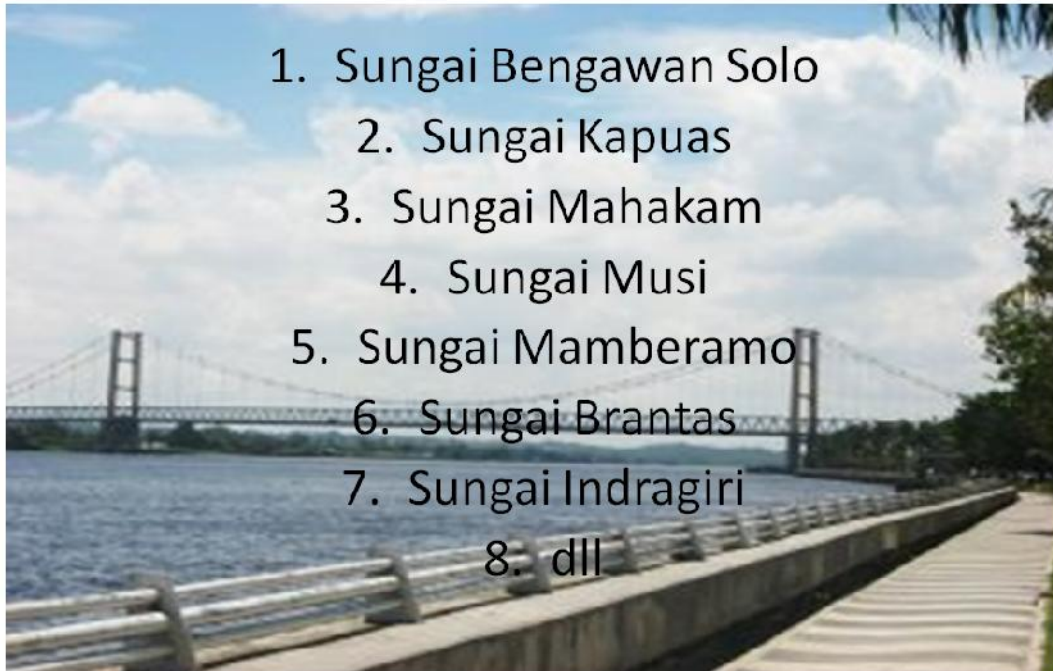 1. Sungai Bengawan Solo
2. Sungai Kapuas
3. Sungai Mahakam
4. Sungai Musi
5. Sungai Mamberamo
6. Sungai Brantas
7. Sungai Indragiri
8. dll